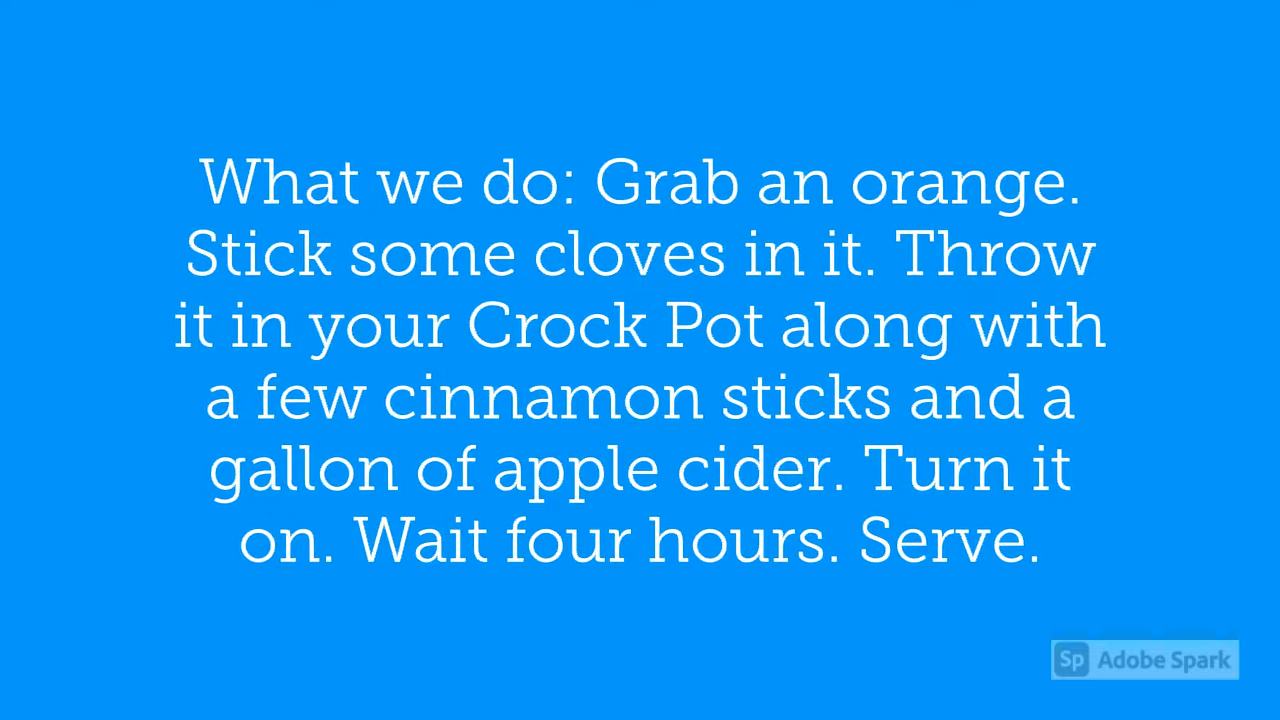 What we do: Grab an orange.
Stick some cloves in it. Throw
it in your Crock Pot along with
a few cinnamon sticks and a
gallon of apple cider. Turn it
on. Wait four hours. Serve.
Sp Adobe Spark